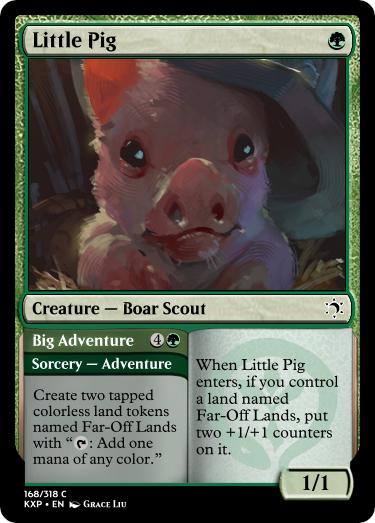 Little Pig
Creature — Boar Scout
Big Adventure 4
Sorcery — Adventure
Create two tapped
colorless land tokens
named Far-Off Lands
with “: Add one
mana of any color.”
When Little Pig
enters, if you control
a land named
Far-Off Lands, put
two +1/+1 counters
on it.
1/1
168/318 C
KXP • EN Grace Liu